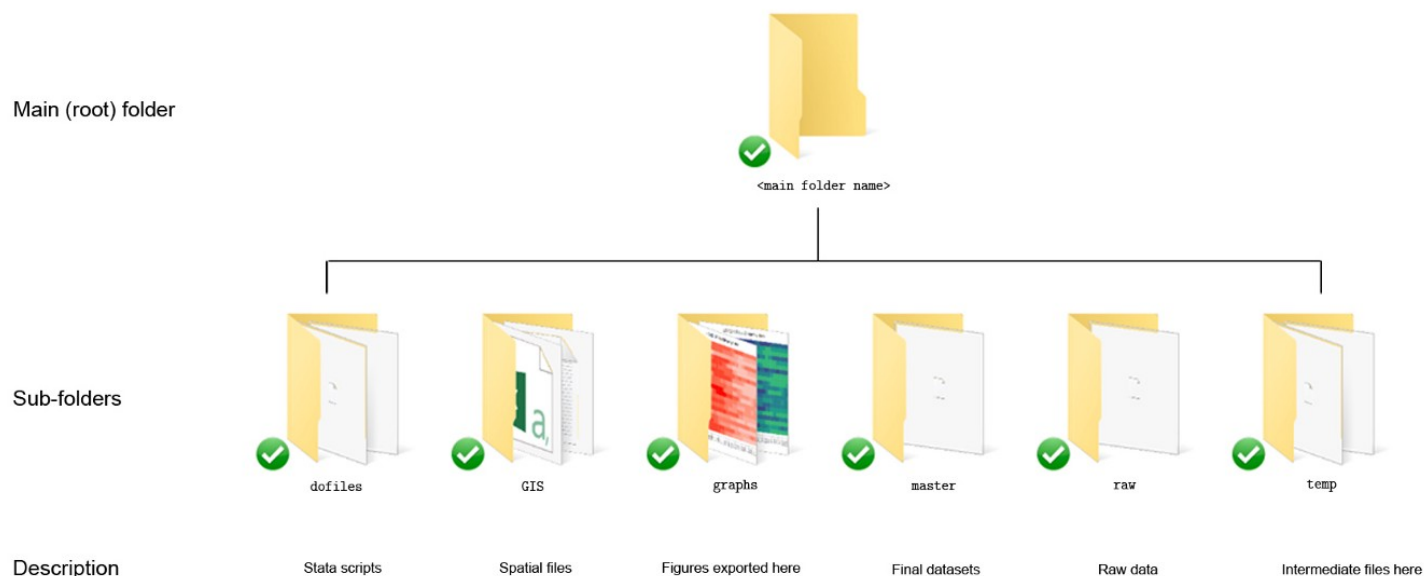 Main (root) folder
<main folder name>
Sub-folders
dofiles
GIS
graphs
master
raw
temp
Description
Stata scripts
Spatial files
Figures exported here
Final datasets
Raw data
Intermediate files here